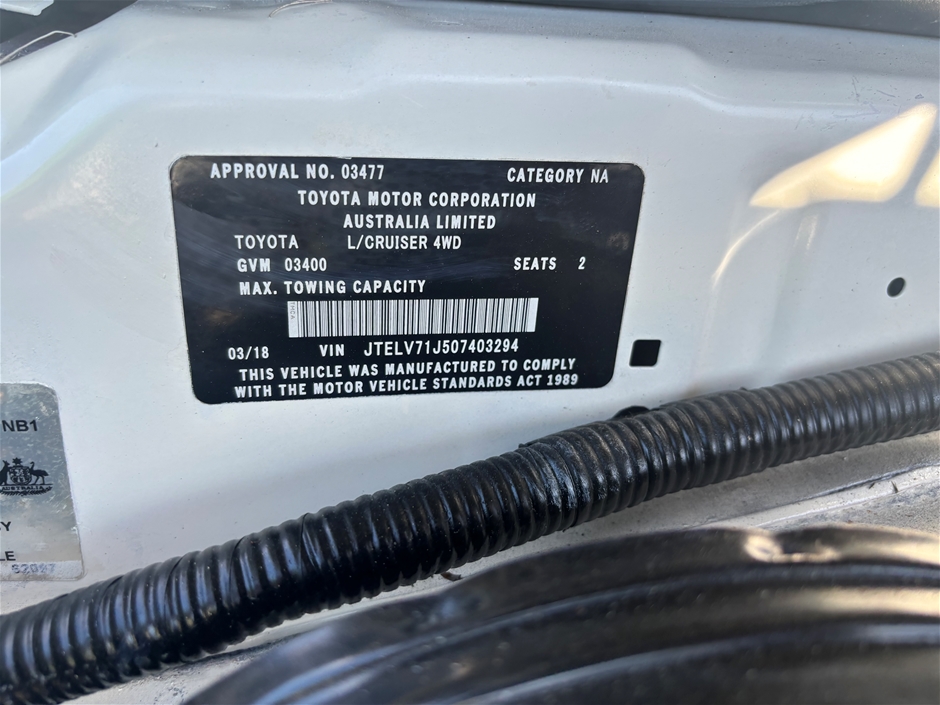 APPROVAL NO. 03477 CATEGORY NA
TOYOTA MOTOR CORPORATION
AUSTRALIA LIMITED
TOYOTA L/CRUISER 4WD
GVM 03400 SEATS 2
MAX. TOWING CAPACITY
03/18 VIN JTELV71J507403294
THIS VEHICLE WAS MANUFACTURED TO COMPLY
WITH THE MOTOR VEHICLE STANDARDS ACT 1989
NB1
AUSTRALIA
Y
LE